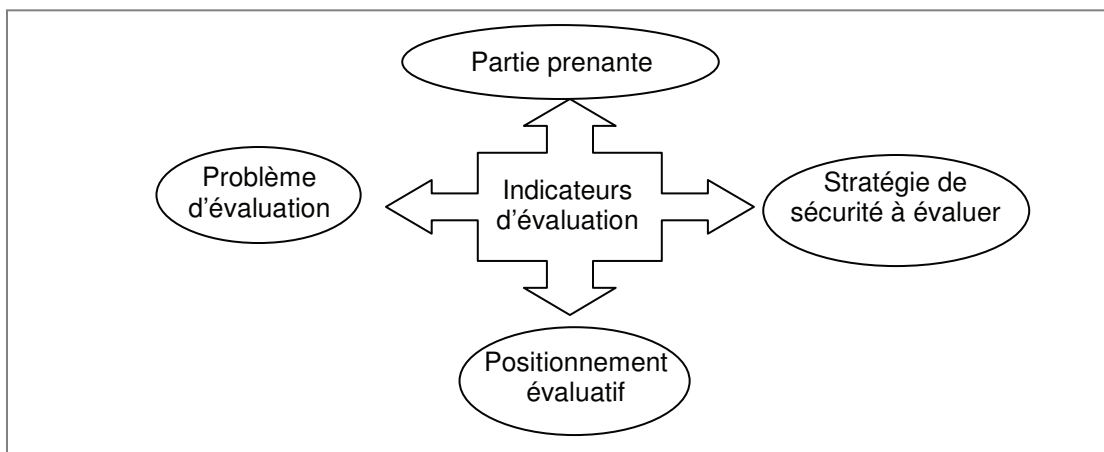 Partie prenante
Problème
d'évaluation
Indicateurs
d'évaluation
Stratégie de
sécurité à évaluer
Positionnement
évaluatif